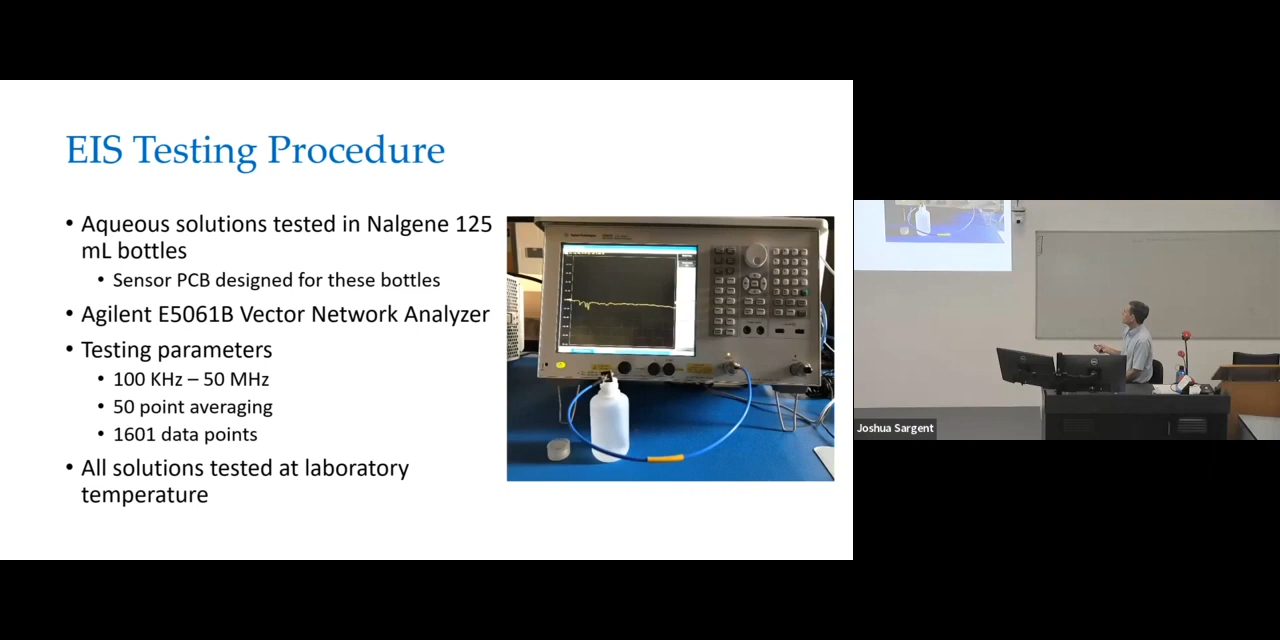 EIS Testing Procedure
• Aqueous solutions tested in Nalgene 125
mL bottles
• Sensor PCB designed for these bottles
• Agilent E5061B Vector Network Analyzer
• Testing parameters
• 100 KHz – 50 MHz
• 50 point averaging
• 1601 data points
• All solutions tested at laboratory
temperature
Joshua Sargent